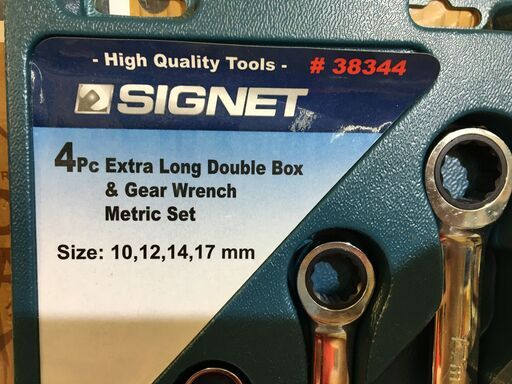 - High Quality Tools -
# 38344
SIGNET
4Pc Extra Long Double Box
& Gear Wrench
Metric Set
Size: 10,12,14,17 mm